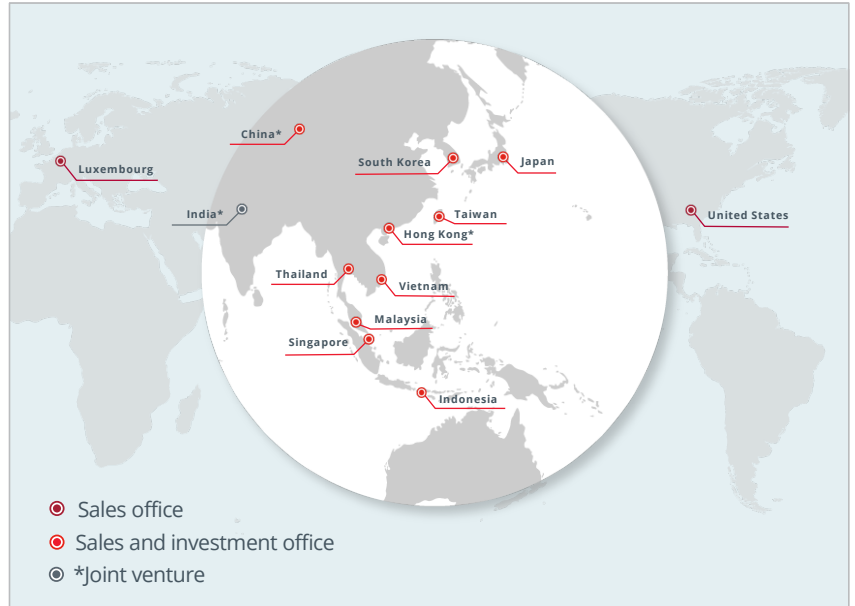 China*
South Korea
Japan
Luxembourg
India*
Taiwan
United States
Hong Kong*
Thailand
Vietnam
Malaysia
Singapore
Indonesia
Sales office
Sales and investment office
*Joint venture